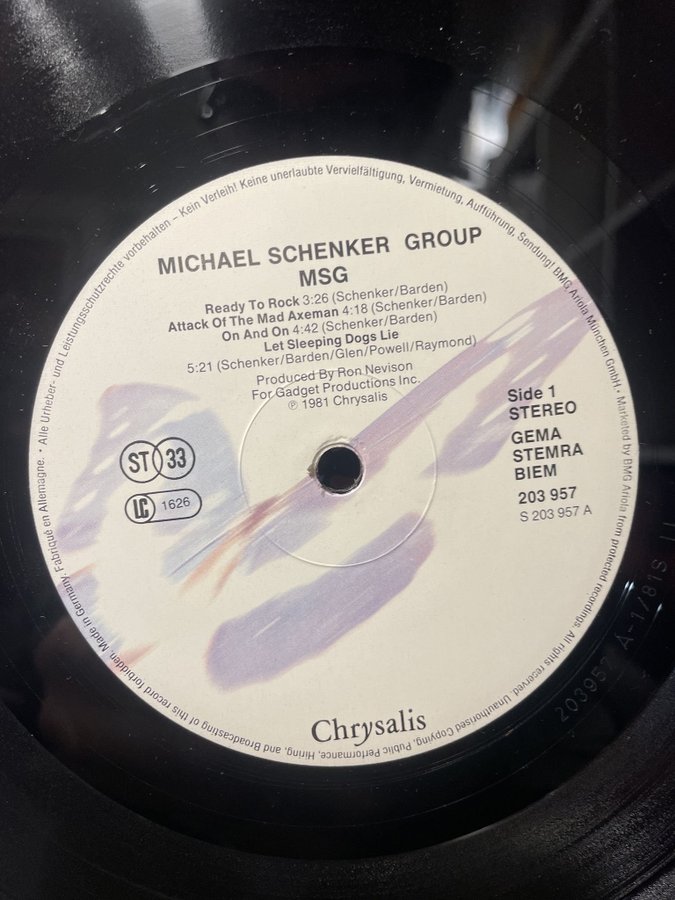 Alle Urheber- und Leistungsschutzrechte vorbehalten – Kein Verleih! Keine unerlaubte Vervielfältigung, Vermietung, Aufführung, Sendung! BMG Ariola München GmbH. • Marketed by BMG Ariola from protected recordings. All rights reserved. Unauthorised Copying, Public Performance, Hiring, and Broadcasting of this record forbidden. Made in Germany. Fabriqué en Allemagne. •
MICHAEL SCHENKER GROUP
MSG
Ready To Rock 3:26 (Schenker/Barden)
Attack Of The Mad Axeman 4:18 (Schenker/Barden)
On And On 4:42 (Schenker/Barden)
Let Sleeping Dogs Lie
5:21 (Schenker/Barden/Glen/Powell/Raymond)
Produced By Ron Nevison
For Gadget Productions Inc.
℗ 1981 Chrysalis
Side 1
STEREO
GEMA
STEMRA
BIEM
203 957
S 203 957 A
ST 33
LC 1626
Chrysalis
203957 A-1/81S